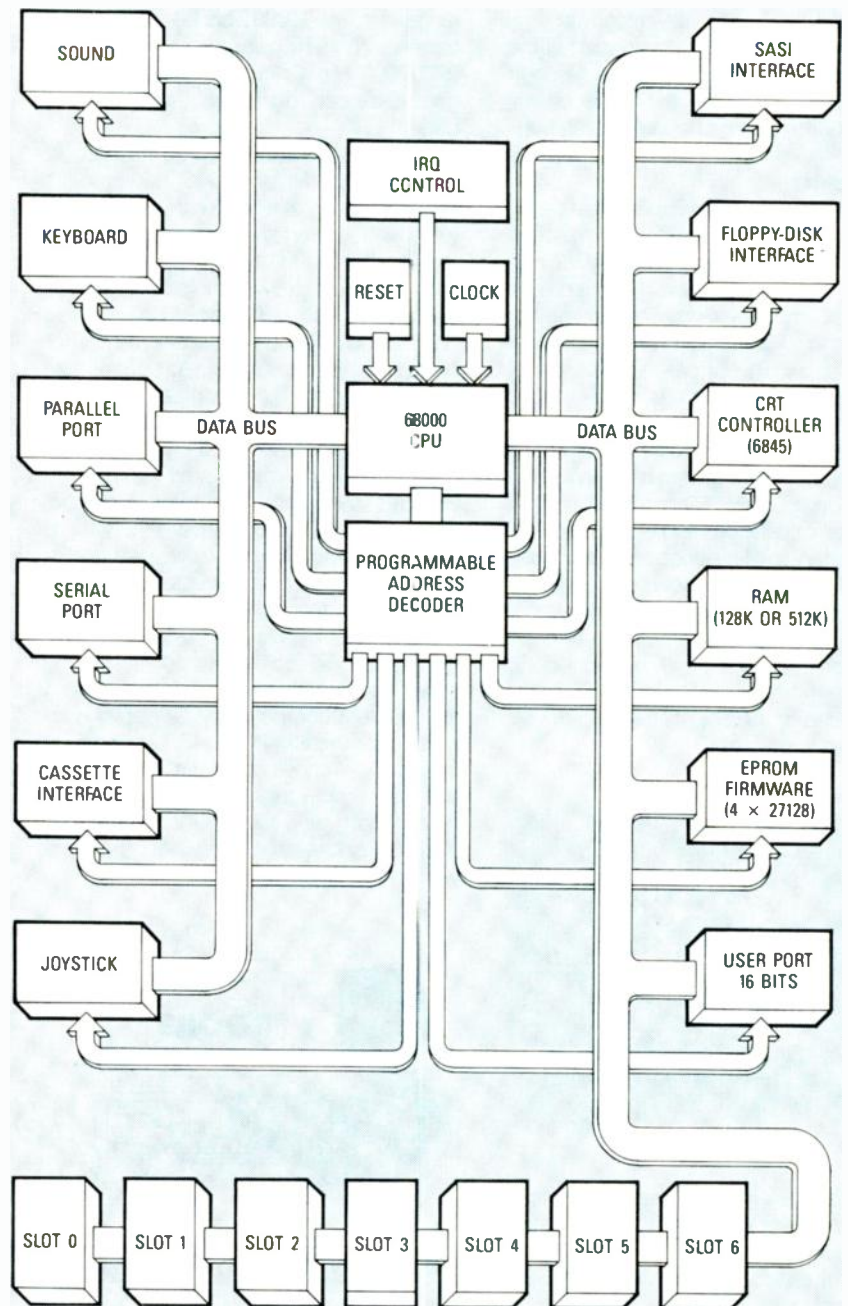 SOUND
SASI
INTERFACE
IRQ
CONTROL
KEYBOARD
FLOPPY-DISK
INTERFACE
RESET
CLOCK
PARALLEL
PORT
DATA BUS
68000
CPU
DATA BUS
CRT
CONTROLLER
(6845)
PROGRAMMABLE
ADDRESS
DECODER
SERIAL
PORT
RAM
(128K OR 512K)
CASSETTE
INTERFACE
EPROM
FIRMWARE
(4 × 27128)
JOYSTICK
USER PORT
16 BITS
SLOT 0
SLOT 1
SLOT 2
SLOT 3
SLOT 4
SLOT 5
SLOT 6